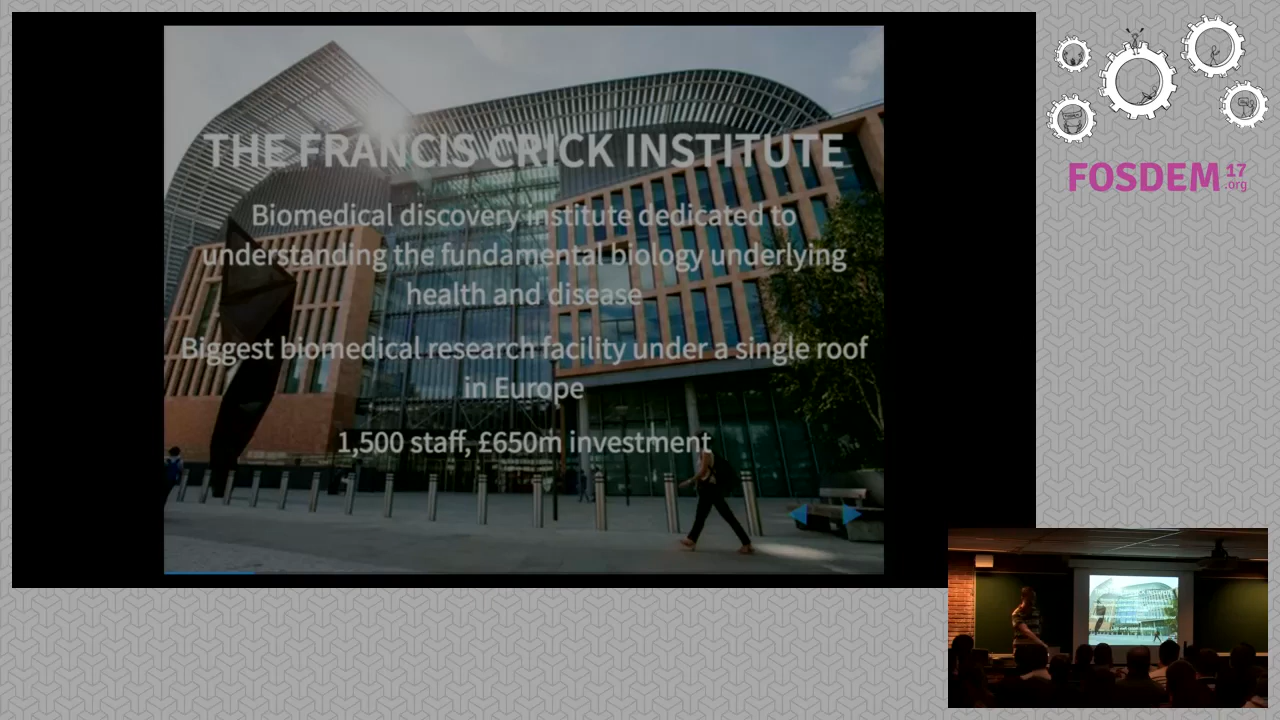 THE FRANCIS CRICK INSTITUTE
Biomedical discovery institute dedicated to
understanding the fundamental biology underlying
health and disease
Biggest biomedical research facility under a single roof
in Europe
1,500 staff, £650m investment
FOSDEM 17
.org